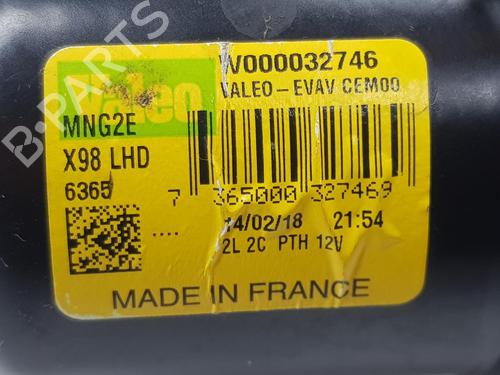 B-PARTS
Valeo
W000032746
VALEO-EVAV CEM00
MNG2E
X98 LHD
6365
7 365000 327469
....
14/02/18 21:54
2L 2C PTH 12V
MADE IN FRANCE